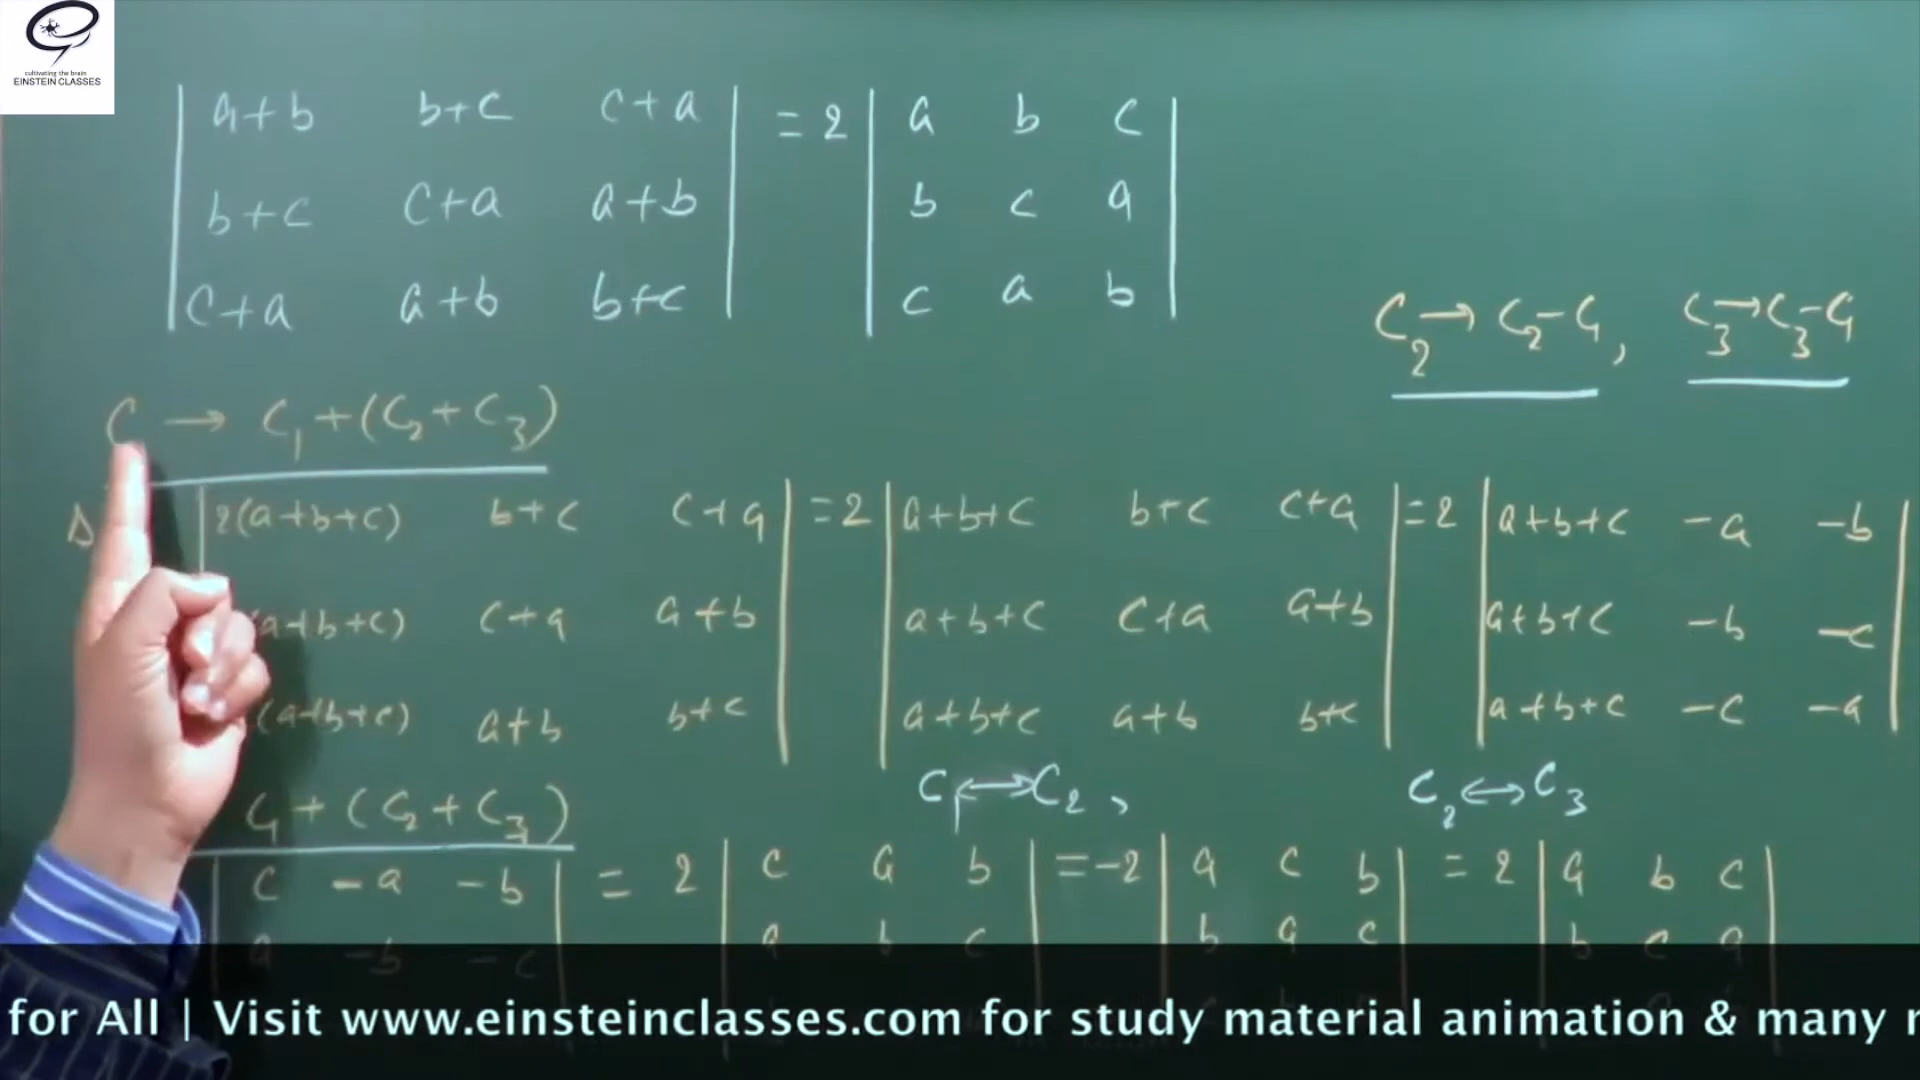 cultivating the brain
EINSTEIN CLASSES
| a+b b+c c+a | = 2 | a b c |
| b+c c+a a+b | | b c a |
| c+a a+b b+c | | c a b |
C₂ → C₂-C₁, C₃ → C₃-C₁
C → C₁+(C₂+C₃)
Δ | 2(a+b+c) b+c c+a | = 2 | a+b+c b+c c+a | = 2 | a+b+c -a -b |
(a+b+c) c+a a+b | | a+b+c c+a a+b | | a+b+c -b -c |
(a+b+c) a+b b+c | | a+b+c a+b b+c | | a+b+c -c -a |
C₁ ↔ C₂, C₂ ↔ C₃
C₁+(C₂+C₃)
| c -a -b | = 2 | c a b | = -2 | a c b | = 2 | a b c |
| a -b -c | | a b c | | b a c | | b c a |
for All | Visit www.einsteinclasses.com for study material animation & many